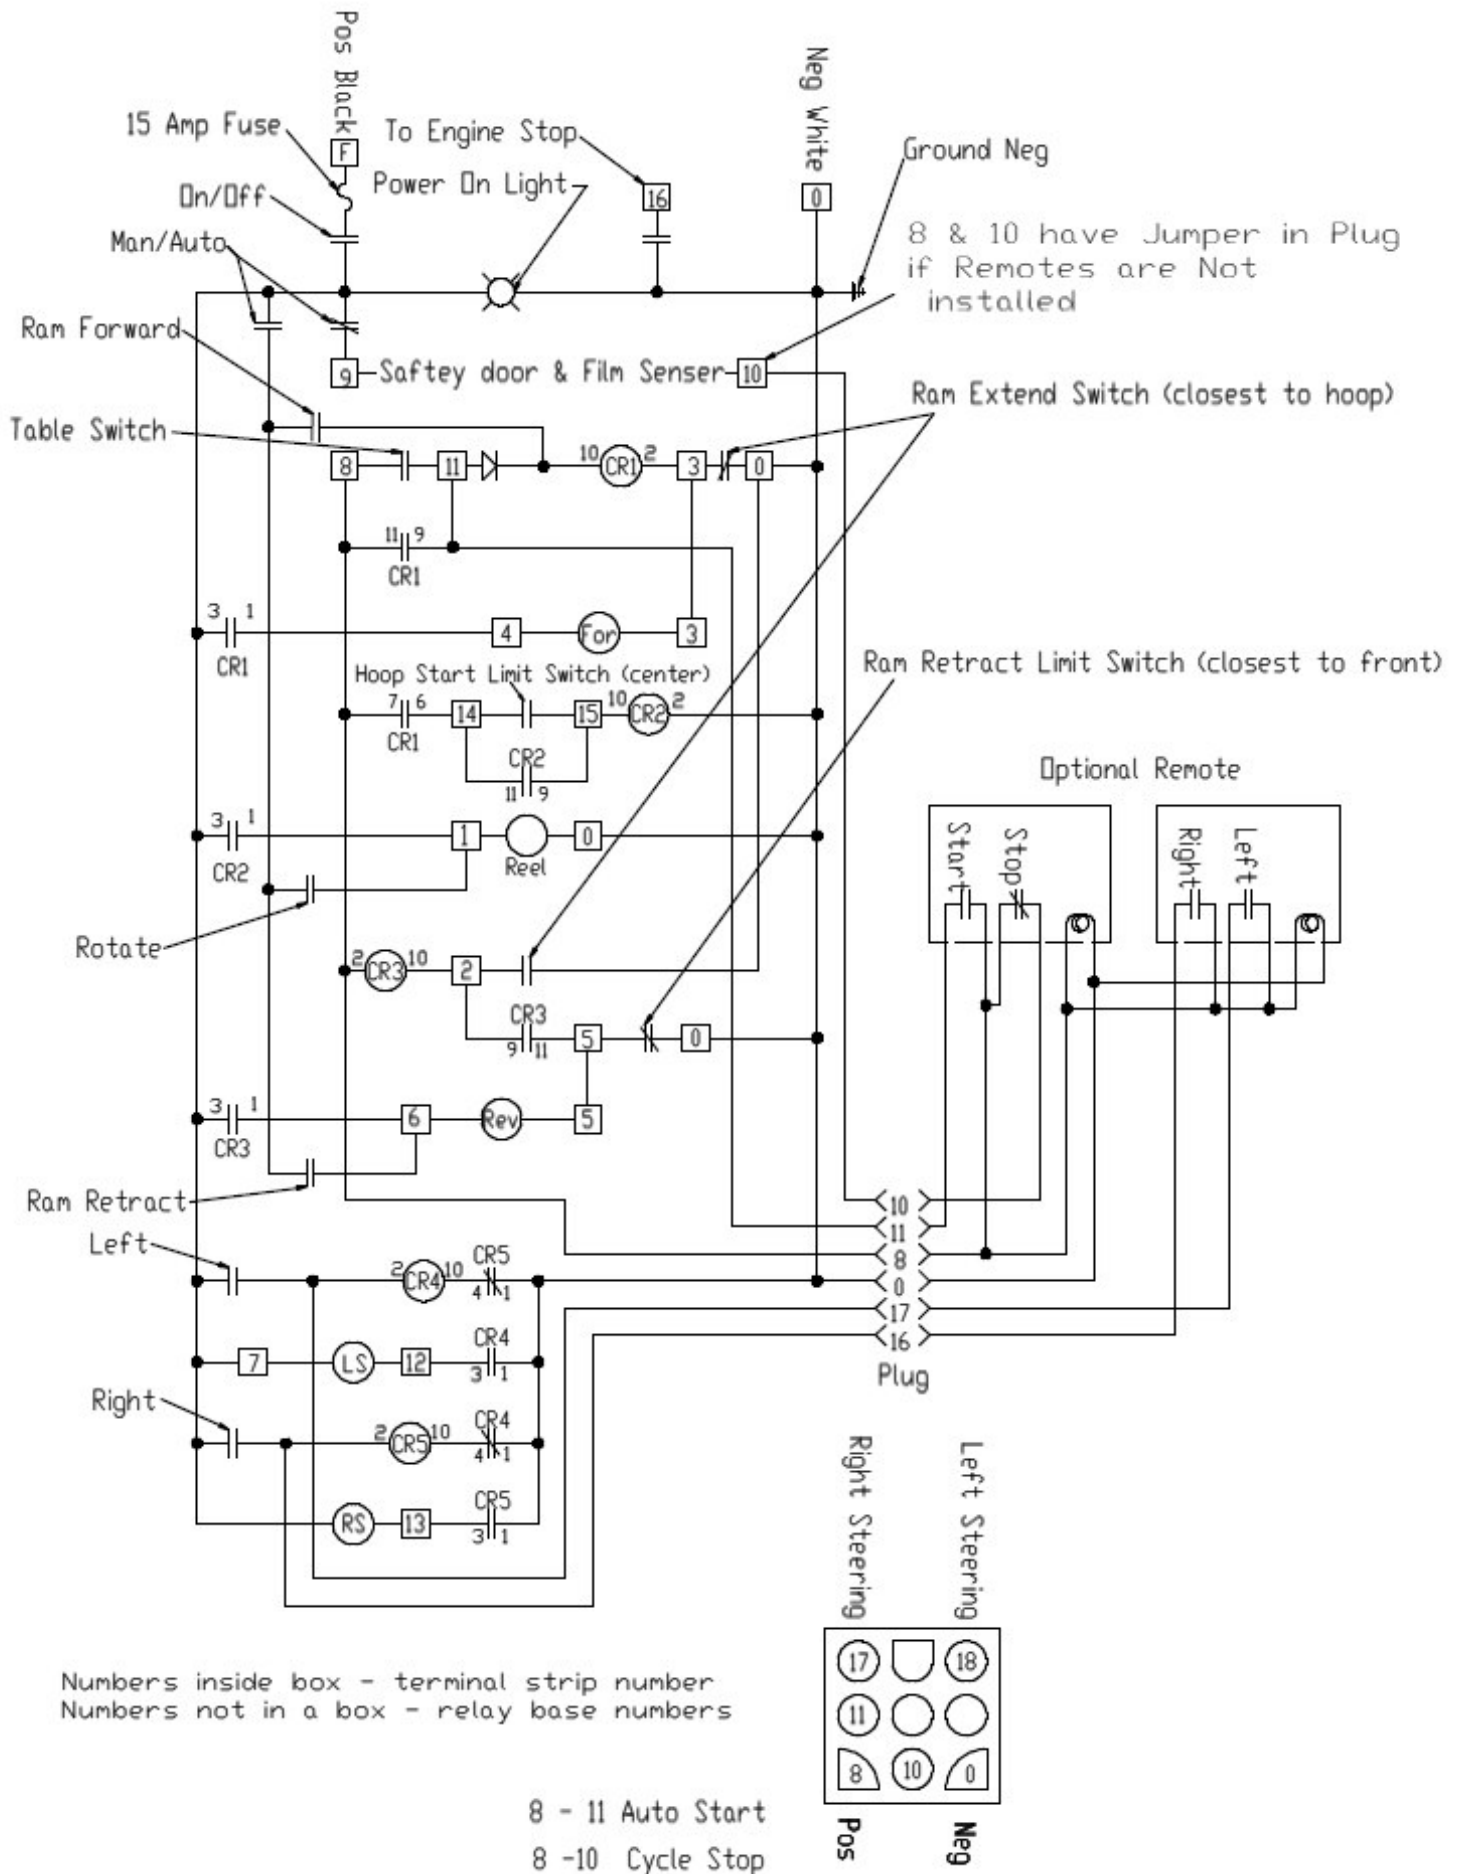 Pos Black
Neg White
15 Amp Fuse
To Engine Stop
F
Ground Neg
Power On Light
On/Off
16
0
Man/Auto
8 & 10 have Jumper in Plug
if Remotes are Not
installed
Ram Forward
9
Saftey door & Film Senser
10
Ram Extend Switch (closest to hoop)
Table Switch
8
11
10
CR1
2
3
0
11 9
CR1
3 1
CR1
4
For
3
Hoop Start Limit Switch (center)
Ram Retract Limit Switch (closest to front)
7 6
CR1
14
15
10
CR2
2
CR2
11 9
Optional Remote
Start
Stop
Right
Left
3 1
CR2
1
Reel
0
Rotate
2
CR3
10
2
CR3
9 11
5
0
3 1
CR3
6
Rev
5
Ram Retract
10
11
8
0
17
16
Plug
Left
2
CR4
10
CR5
4 1
7
LS
12
CR4
3 1
Right
2
CR5
10
CR4
4 1
RS
13
CR5
3 1
Right Steering
Left Steering
17
18
11
8
10
0
Pos
Neg
Numbers inside box - terminal strip number
Numbers not in a box - relay base numbers
8 - 11 Auto Start
8 -10 Cycle Stop